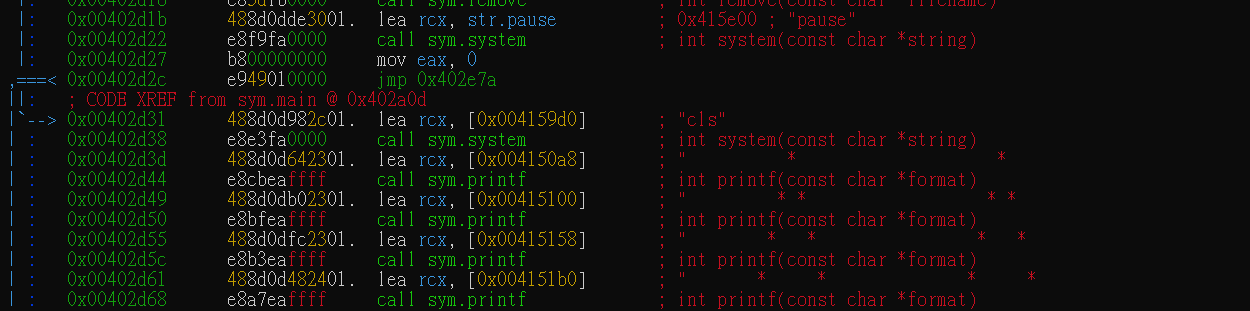 | :   0x00402d16   e85dfb0000   call sym.remove   ; int remove(const char *filename)
| :   0x00402d1b   488d0dde3001.   lea rcx, str.pause   ; 0x415e00 ; "pause"
| :   0x00402d22   e8f9fa0000   call sym.system   ; int system(const char *string)
| :   0x00402d27   b800000000   mov eax, 0
,===< 0x00402d2c   e949010000   jmp 0x402e7a
||:   ; CODE XREF from sym.main @ 0x402a0d
|`--> 0x00402d31   488d0d982c01.   lea rcx, [0x004159d0]   ; "cls"
| :   0x00402d38   e8e3fa0000   call sym.system   ; int system(const char *string)
| :   0x00402d3d   488d0d642301.   lea rcx, [0x004150a8]   ; "          *                    *
| :   0x00402d44   e8cbeaffff   call sym.printf   ; int printf(const char *format)
| :   0x00402d49   488d0db02301.   lea rcx, [0x00415100]   ; "         * *                  * *
| :   0x00402d50   e8bfeaffff   call sym.printf   ; int printf(const char *format)
| :   0x00402d55   488d0dfc2301.   lea rcx, [0x00415158]   ; "        *   *                *   *
| :   0x00402d5c   e8b3eaffff   call sym.printf   ; int printf(const char *format)
| :   0x00402d61   488d0d482401.   lea rcx, [0x004151b0]   ; "       *     *              *     *
| :   0x00402d68   e8a7eaffff   call sym.printf   ; int printf(const char *format)